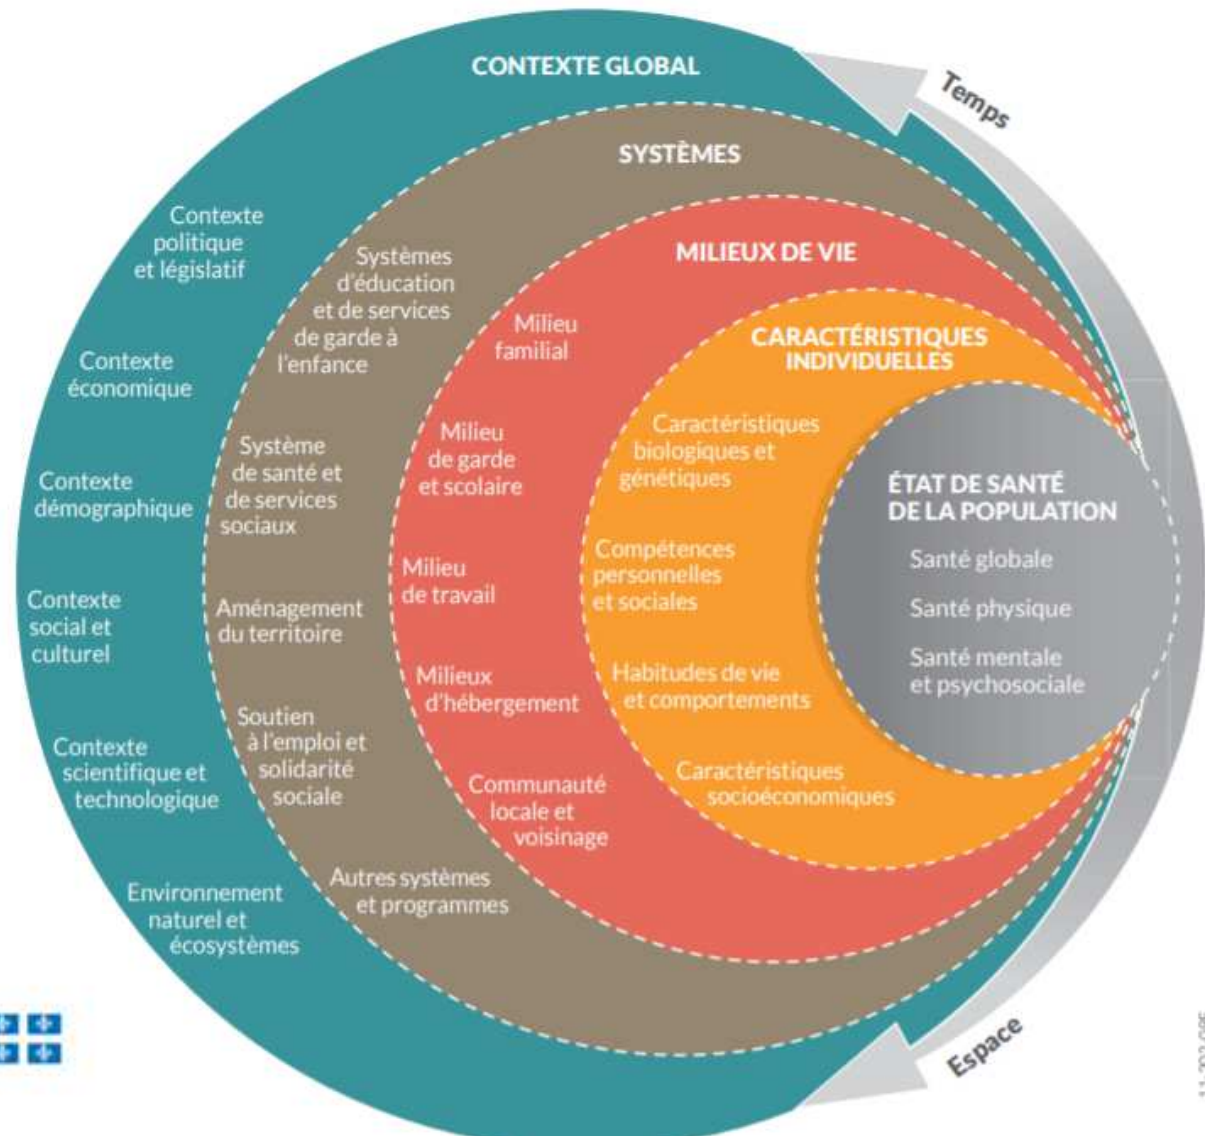 CONTEXTE GLOBAL
Temps
SYSTÈMES
MILIEUX DE VIE
CARACTÉRISTIQUES
INDIVIDUELLES
ÉTAT DE SANTÉ
DE LA POPULATION
Santé globale
Santé physique
Santé mentale
et psychosociale
Contexte
politique
et législatif
Contexte
économique
Contexte
démographique
Contexte
social et
culturel
Contexte
scientifique et
technologique
Environnement
naturel et
écosystèmes
Systèmes
d'éducation
et de services
de garde à
l'enfance
Système
de santé et
de services
sociaux
Aménagement
du territoire
Soutien
à l'emploi et
solidarité
sociale
Autres systèmes
et programmes
Milieu
familial
Milieu
de garde
et scolaire
Milieu
de travail
Milieux
d'hébergement
Communauté
locale et
voisinage
Caractéristiques
biologiques et
génétiques
Compétences
personnelles
et sociales
Habitudes de vie
et comportements
Caractéristiques
socioéconomiques
Espace